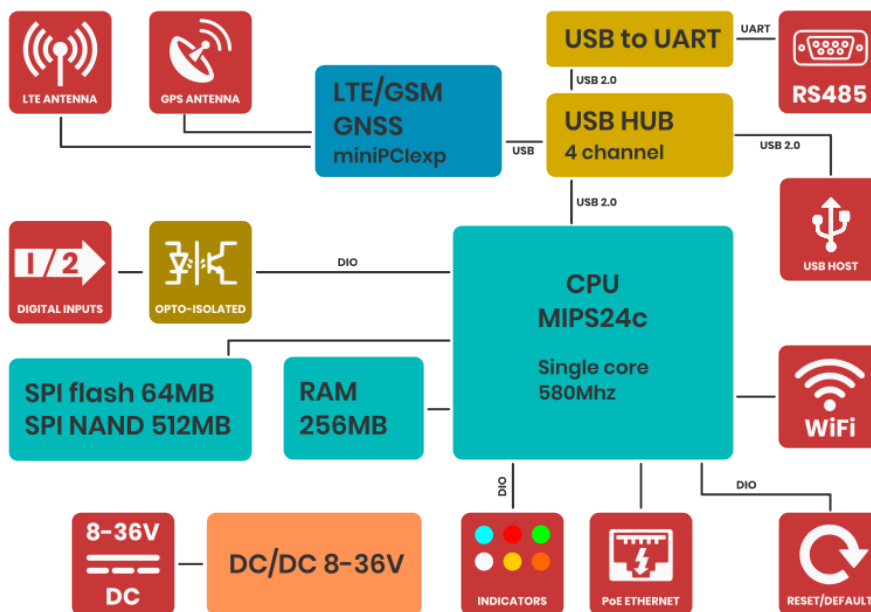 LTE ANTENNA
GPS ANTENNA
LTE/GSM
GNSS
miniPCIexp
USB
USB to UART
UART
RS485
USB 2.0
USB HUB
4 channel
USB 2.0
USB HOST
USB 2.0
1/2
DIGITAL INPUTS
OPTO-ISOLATED
DIO
CPU
MIPS24c
Single core
580Mhz
SPI flash 64MB
SPI NAND 512MB
RAM
256MB
WiFi
DIO
DIO
8-36V
DC
DC/DC 8-36V
INDICATORS
PoE ETHERNET
RESET/DEFAULT